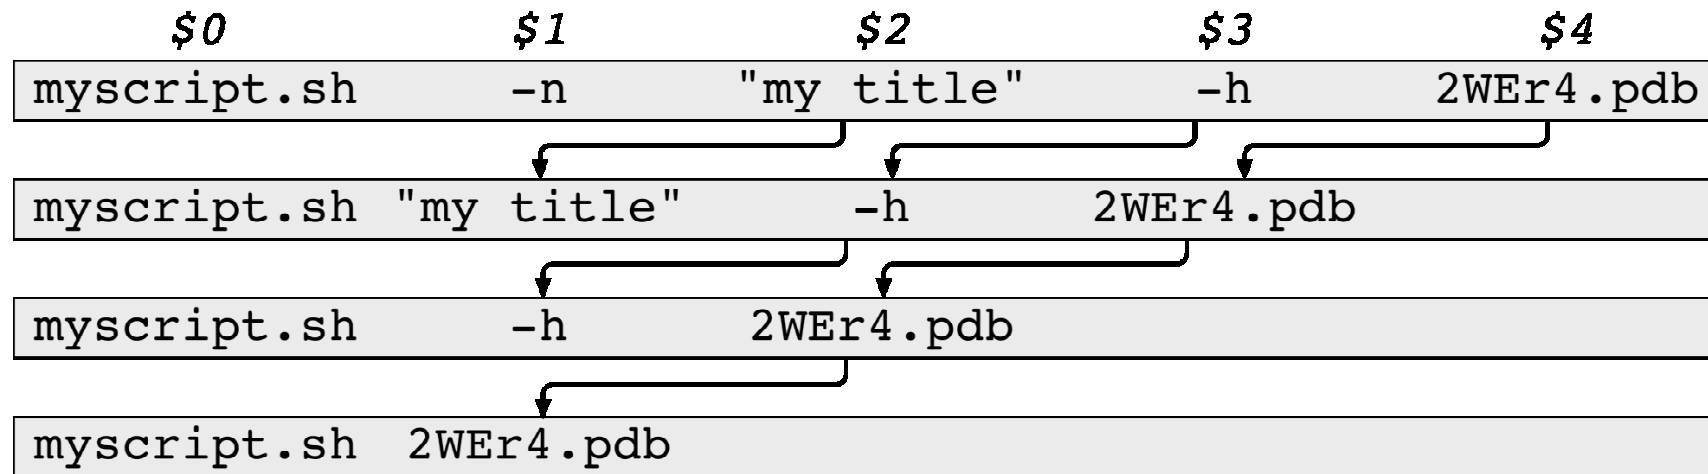 $0 $1 $2 $3 $4
myscript.sh -n "my title" -h 2WEr4.pdb
myscript.sh "my title" -h 2WEr4.pdb
myscript.sh -h 2WEr4.pdb
myscript.sh 2WEr4.pdb